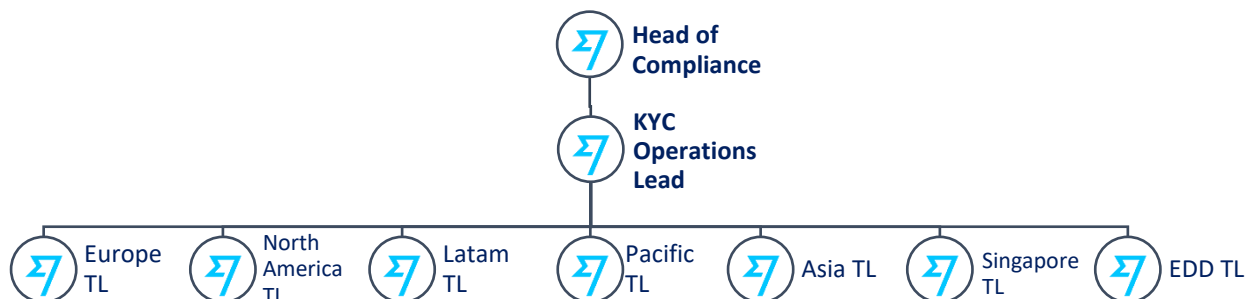 Head of
Compliance
KYC
Operations
Lead
Europe
TL
North
America
TL
Latam
TL
Pacific
TL
Asia TL
Singapore
TL
EDD TL